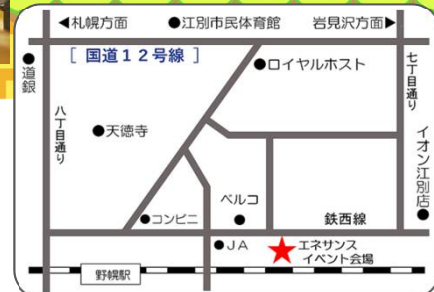 ◀札幌方面 ●江別市民体育館 岩見沢方面▶
[ 国道１２号線 ]
●道銀
●ロイヤルホスト
七丁目通り
八丁目通り
●天徳寺
イオン江別店●
ベルコ
●
●コンビニ
鉄西線
●ＪＡ
★エネサンス
イベント会場
野幌駅